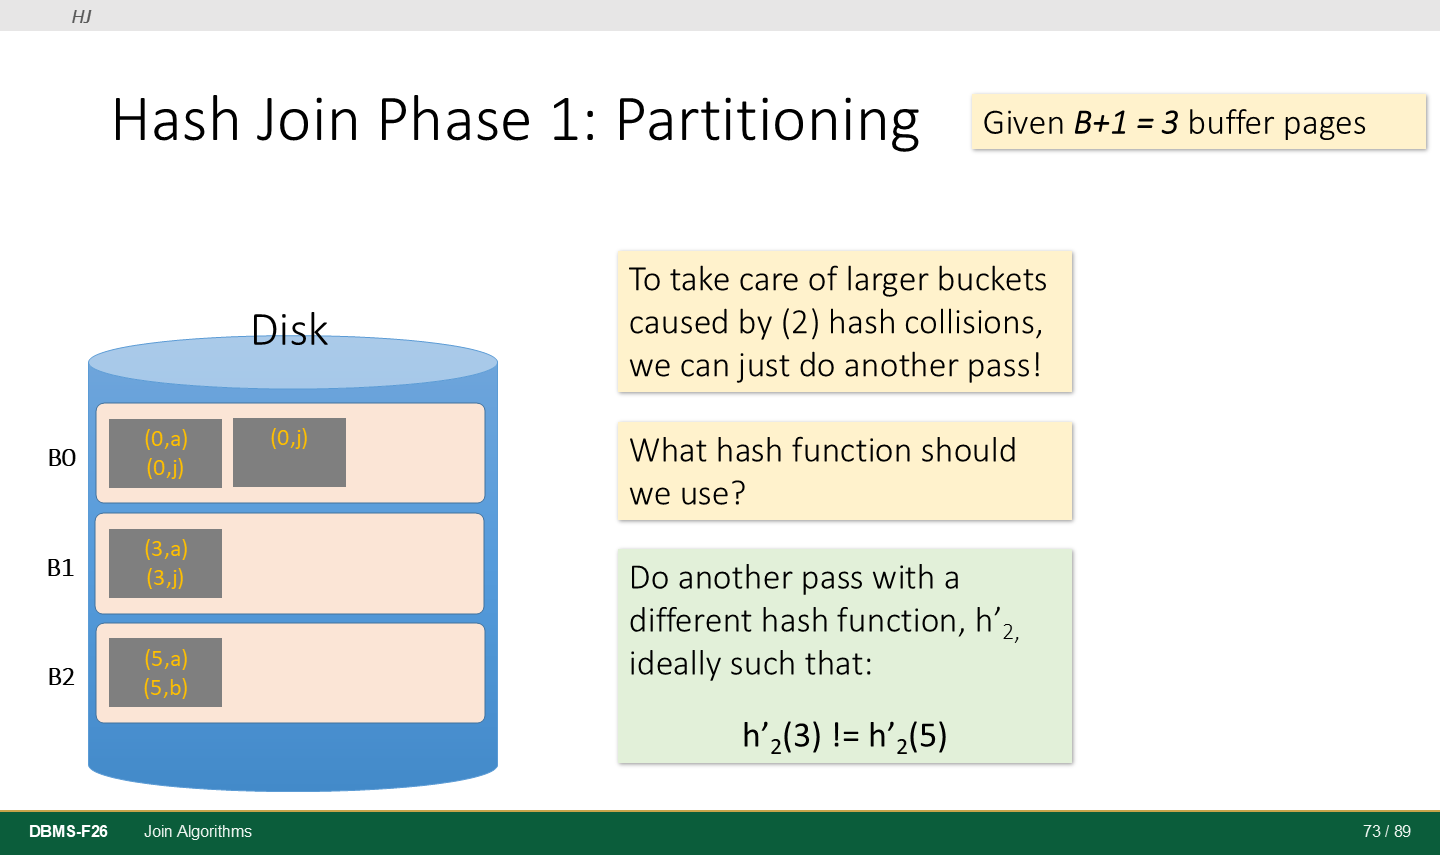 HJ
Hash Join Phase 1: Partitioning
Given B+1 = 3 buffer pages
To take care of larger buckets
caused by (2) hash collisions,
we can just do another pass!
What hash function should
we use?
Do another pass with a
different hash function, h’2,
ideally such that:
h’2(3) != h’2(5)
Disk
B0
(0,a)
(0,j)
(0,j)
B1
(3,a)
(3,j)
B2
(5,a)
(5,b)
DBMS-F26
Join Algorithms
73 / 89